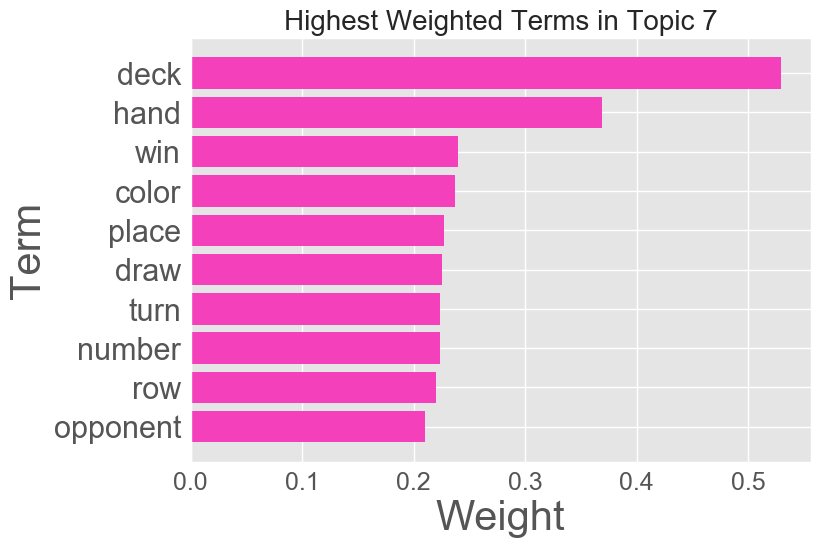 Highest Weighted Terms in Topic 7
Term
deck
hand
win
color
place
draw
turn
number
row
opponent
0.0 0.1 0.2 0.3 0.4 0.5
Weight